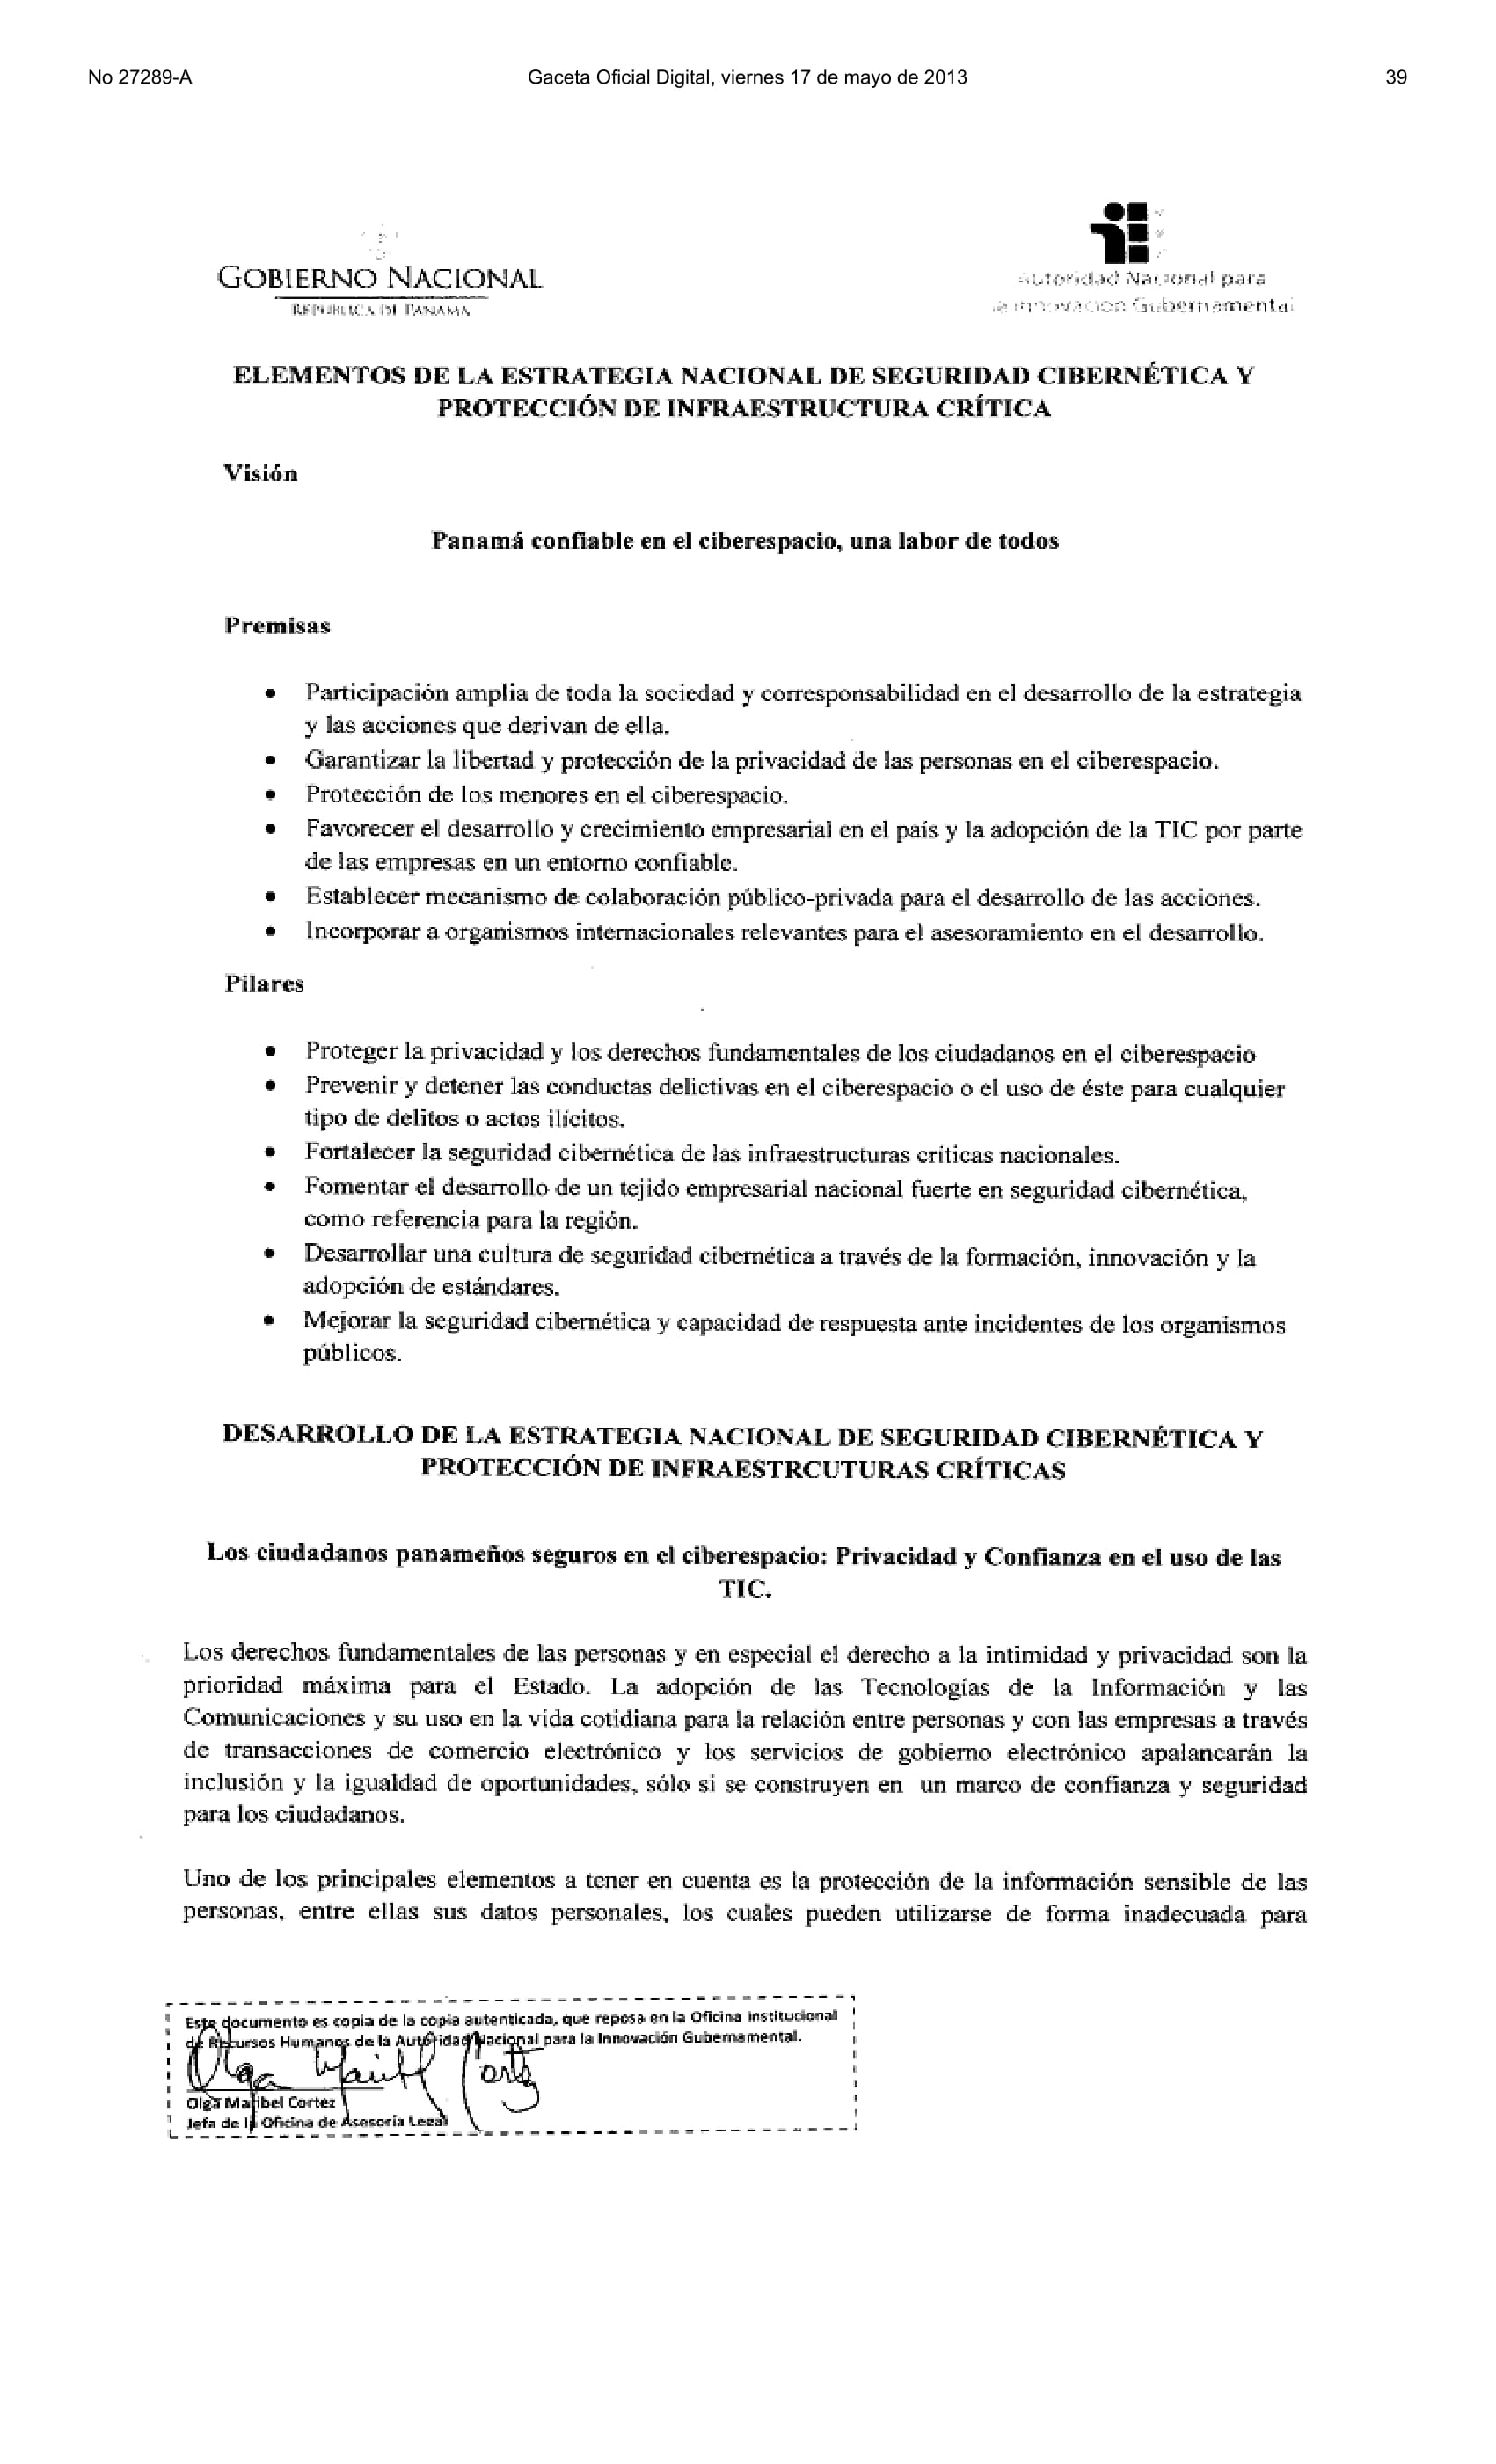 No 27289-A
Gaceta Oficial Digital, viernes 17 de mayo de 2013
39
GOBIERNO NACIONAL
REPÚBLICA DE PANAMÁ
Autoridad Nacional para
la Innovación Gubernamental
ELEMENTOS DE LA ESTRATEGIA NACIONAL DE SEGURIDAD CIBERNÉTICA Y
PROTECCIÓN DE INFRAESTRUCTURA CRÍTICA
Visión
Panamá confiable en el ciberespacio, una labor de todos
Premisas
• Participación amplia de toda la sociedad y corresponsabilidad en el desarrollo de la estrategia
y las acciones que derivan de ella.
• Garantizar la libertad y protección de la privacidad de las personas en el ciberespacio.
• Protección de los menores en el ciberespacio.
• Favorecer el desarrollo y crecimiento empresarial en el país y la adopción de la TIC por parte
de las empresas en un entorno confiable.
• Establecer mecanismo de colaboración público-privada para el desarrollo de las acciones.
• Incorporar a organismos internacionales relevantes para el asesoramiento en el desarrollo.
Pilares
• Proteger la privacidad y los derechos fundamentales de los ciudadanos en el ciberespacio
• Prevenir y detener las conductas delictivas en el ciberespacio o el uso de éste para cualquier
tipo de delitos o actos ilícitos.
• Fortalecer la seguridad cibernética de las infraestructuras críticas nacionales.
• Fomentar el desarrollo de un tejido empresarial nacional fuerte en seguridad cibernética,
como referencia para la región.
• Desarrollar una cultura de seguridad cibernética a través de la formación, innovación y la
adopción de estándares.
• Mejorar la seguridad cibernética y capacidad de respuesta ante incidentes de los organismos
públicos.
DESARROLLO DE LA ESTRATEGIA NACIONAL DE SEGURIDAD CIBERNÉTICA Y
PROTECCIÓN DE INFRAESTRCUTURAS CRÍTICAS
Los ciudadanos panameños seguros en el ciberespacio: Privacidad y Confianza en el uso de las
TIC.
Los derechos fundamentales de las personas y en especial el derecho a la intimidad y privacidad son la
prioridad máxima para el Estado. La adopción de las Tecnologías de la Información y las
Comunicaciones y su uso en la vida cotidiana para la relación entre personas y con las empresas a través
de transacciones de comercio electrónico y los servicios de gobierno electrónico apalancarán la
inclusión y la igualdad de oportunidades, sólo si se construyen en un marco de confianza y seguridad
para los ciudadanos.
Uno de los principales elementos a tener en cuenta es la protección de la información sensible de las
personas, entre ellas sus datos personales, los cuales pueden utilizarse de forma inadecuada para
Este documento es copia de la copia autenticada, que reposa en la Oficina Institucional
de Recursos Humanos de la Autoridad Nacional para la Innovación Gubernamental.
Olga Maribel Cortez
Olga Maribel Cortez
Jefa de la Oficina de Asesoría Legal